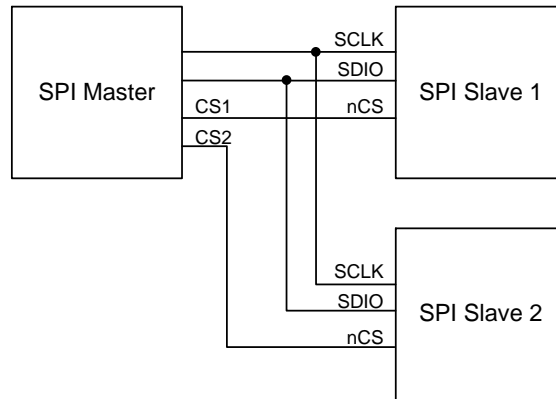 SPI Master
CS1
CS2
SCLK
SDIO
nCS
SPI Slave 1
SCLK
SDIO
nCS
SPI Slave 2